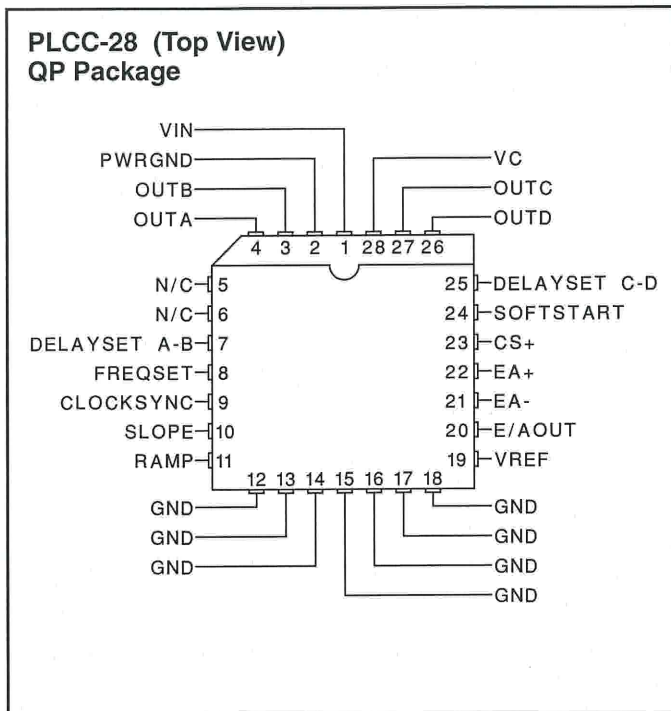 PLCC-28 (Top View)
QP Package
VIN
PWRGND
OUTB
OUTA
VC
OUTC
OUTD
4 3 2 1 28 27 26
N/C 5
N/C 6
DELAYSET A-B 7
FREQSET 8
CLOCKSYNC 9
SLOPE 10
RAMP 11
25 DELAYSET C-D
24 SOFTSTART
23 CS+
22 EA+
21 EA-
20 E/AOUT
19 VREF
12 13 14 15 16 17 18
GND
GND
GND
GND
GND
GND
GND